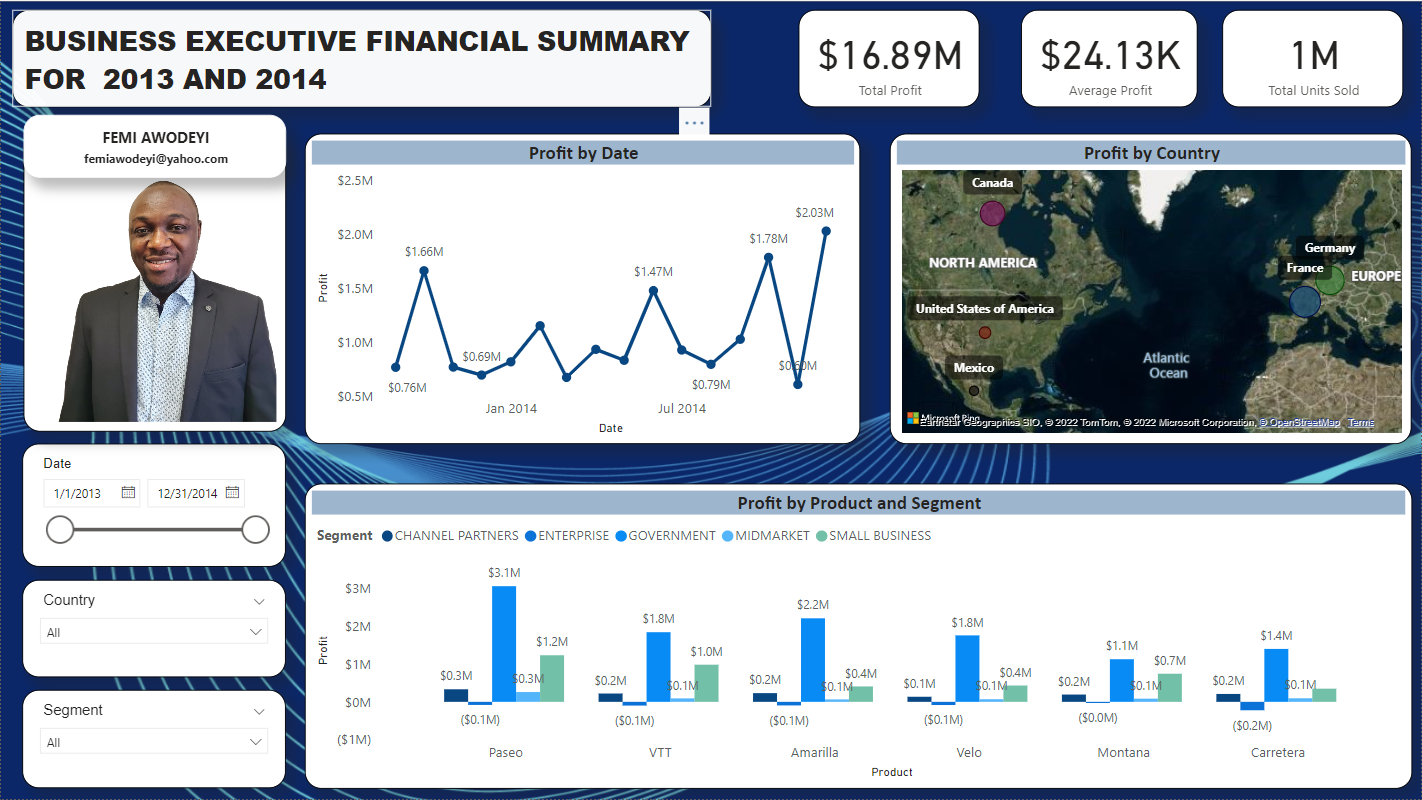 BUSINESS EXECUTIVE FINANCIAL SUMMARY
FOR 2013 AND 2014
$16.89M
Total Profit
$24.13K
Average Profit
1M
Total Units Sold
FEMI AWODEYI
femiawodeyi@yahoo.com
Date
1/1/2013
12/31/2014
Country
All
Segment
All
Profit by Date
$2.5M
$2.0M
$1.5M
$1.0M
$0.5M
Profit
$0.76M
$1.66M
$0.69M
$1.47M
$0.79M
$1.78M
$0.60M
$2.03M
Jan 2014
Jul 2014
Date
Profit by Country
Canada
NORTH AMERICA
United States of America
Mexico
Germany
France
EUROPE
Atlantic
Ocean
Microsoft Bing
Earthstar Geographics SIO, © 2022 TomTom, © 2022 Microsoft Corporation, © OpenStreetMap Terms
Profit by Product and Segment
Segment CHANNEL PARTNERS ENTERPRISE GOVERNMENT MIDMARKET SMALL BUSINESS
$3M
$2M
$1M
$0M
($1M)
Profit
$0.3M
($0.1M)
$3.1M
$0.3M
$1.2M
$0.2M
($0.1M)
$1.8M
$0.1M
$1.0M
$0.2M
($0.1M)
$2.2M
$0.1M
$0.4M
$0.1M
($0.1M)
$1.8M
$0.1M
$0.4M
$0.2M
($0.0M)
$1.1M
$0.1M
$0.7M
$0.2M
($0.2M)
$1.4M
$0.1M
Paseo
VTT
Amarilla
Velo
Montana
Carretera
Product